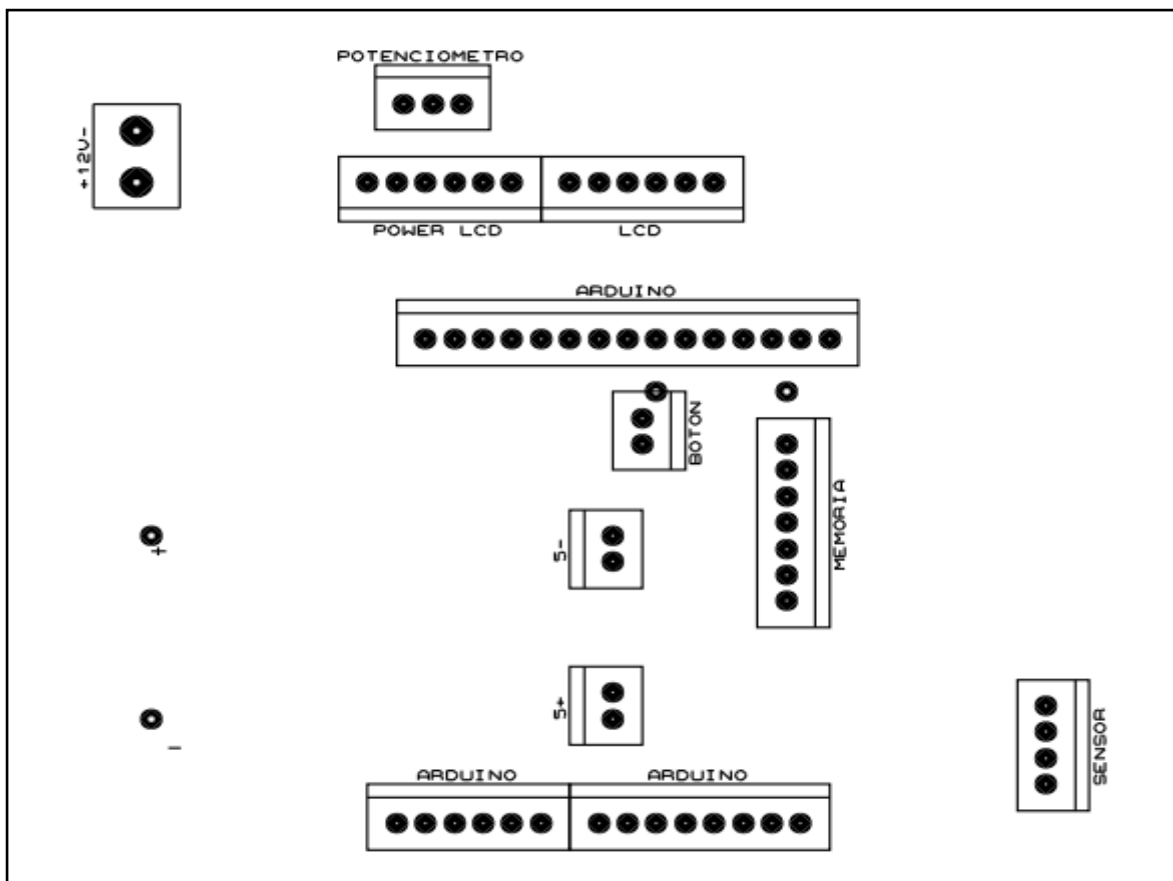 POTENCIOMETRO
+12V-
POWER LCD
LCD
ARDUINO
BOTON
MEMORIA
+
5-
-
5+
SENSOR
ARDUINO
ARDUINO